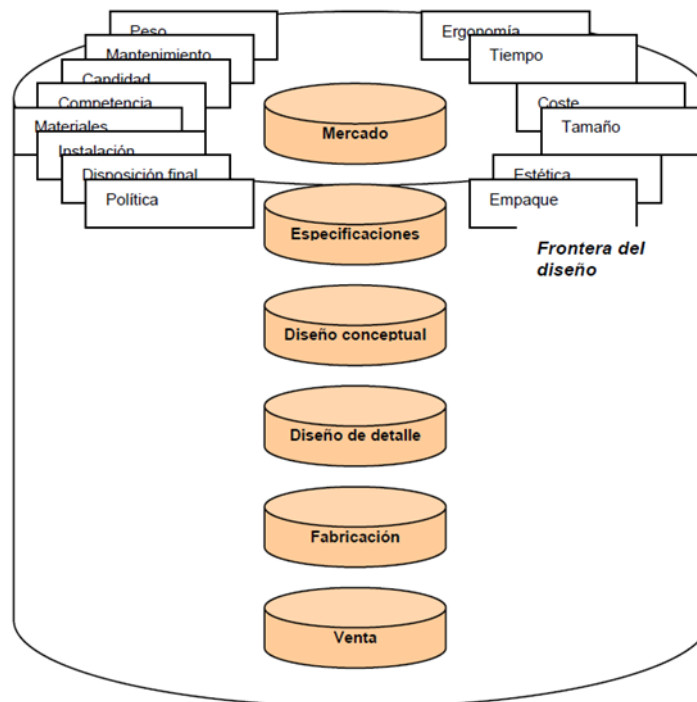 Peso
Mantenimiento
Candidad
Competencia
Materiales
Instalación
Disposición final
Política
Ergonomía
Tiempo
Coste
Tamaño
Estética
Empaque
Frontera del
diseño
Mercado
Especificaciones
Diseño conceptual
Diseño de detalle
Fabricación
Venta